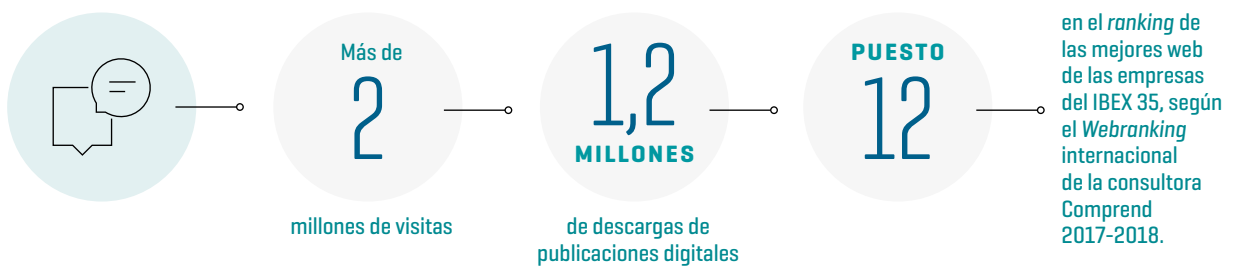 Más de
2
millones de visitas
1,2
MILLONES
de descargas de
publicaciones digitales
PUESTO
12
en el ranking de
las mejores web
de las empresas
del IBEX 35, según
el Webranking
internacional
de la consultora
Comprend
2017-2018.